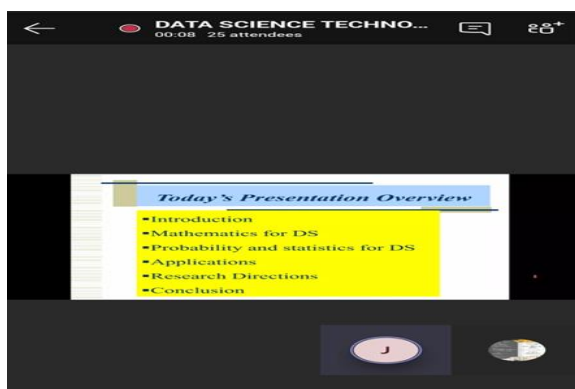 DATA SCIENCE TECHNO...
00:08 25 attendees
Today's Presentation Overview
▪Introduction
▪Mathematics for DS
▪Probability and statistics for DS
▪Applications
▪Research Directions
▪Conclusion
J